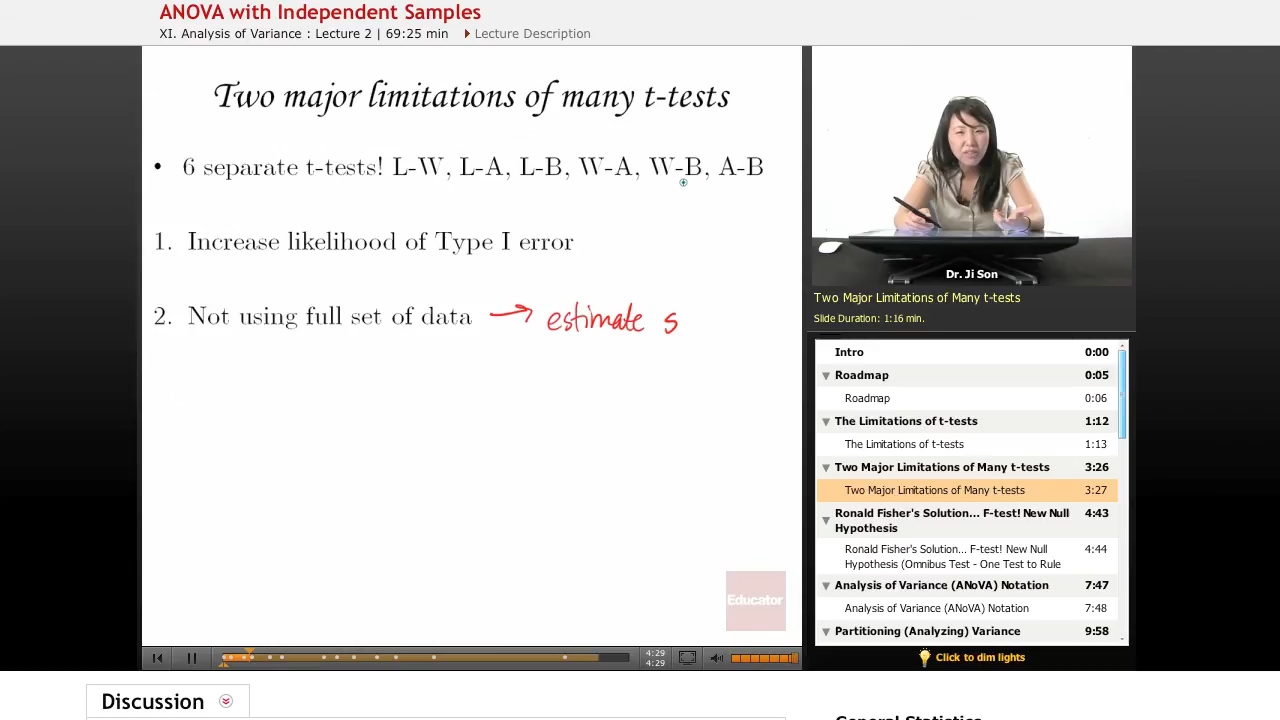 ANOVA with Independent Samples
XI. Analysis of Variance : Lecture 2 | 69:25 min
Lecture Description
Two major limitations of many t-tests
• 6 separate t-tests! L-W, L-A, L-B, W-A, W-B, A-B
1. Increase likelihood of Type I error
2. Not using full set of data → estimate s
Educator
Dr. Ji Son
Two Major Limitations of Many t-tests
Slide Duration: 1:16 min.
Intro 0:00
Roadmap 0:05
Roadmap 0:06
The Limitations of t-tests 1:12
The Limitations of t-tests 1:13
Two Major Limitations of Many t-tests 3:26
Two Major Limitations of Many t-tests 3:27
Ronald Fisher's Solution... F-test! New Null 4:43
Hypothesis
Ronald Fisher's Solution... F-test! New Null 4:44
Hypothesis (Omnibus Test - One Test to Rule
Analysis of Variance (ANoVA) Notation 7:47
Analysis of Variance (ANoVA) Notation 7:48
Partitioning (Analyzing) Variance 9:58
4:29
4:29
Click to dim lights
Discussion
General Statistics